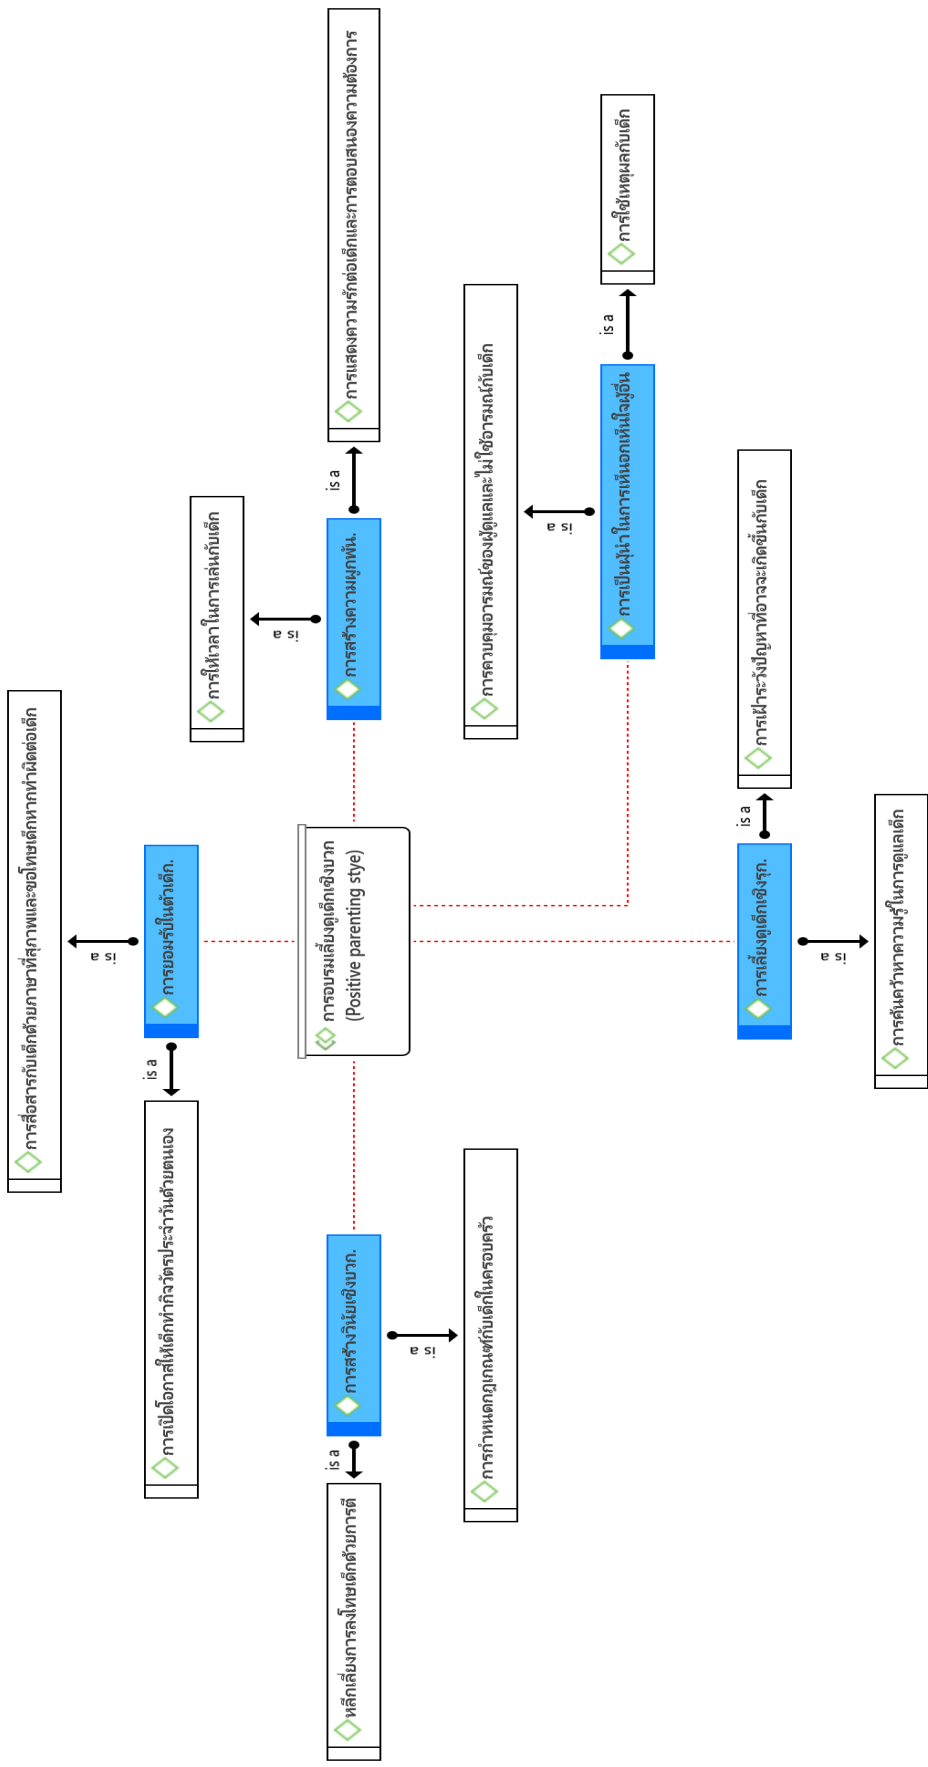 การสื่อสารกับเด็กด้วยภาษาที่สุภาพและขอโทษเด็กหากทำผิดต่อเด็ก
is a
การเปิดโอกาสให้เด็กทำกิจวัตรประจำวันด้วยตนเอง
is a
การยอมรับในตัวเด็ก.
การให้เวลาในการเล่นกับเด็ก
is a
หลีกเลี่ยงการลงโทษเด็กด้วยการตี
is a
การสร้างวินัยเชิงบวก.
การอบรมเลี้ยงดูเด็กเชิงบวก
(Positive parenting stye)
การสร้างความผูกพัน.
is a
การแสดงความรักต่อเด็กและการตอบสนองความต้องการ
is a
การกำหนดกฎเกณฑ์กับเด็กในครอบครัว
การควบคุมอารมณ์ของผู้ดูแลและไม่ใช้อารมณ์กับเด็ก
is a
การเป็นผู้นำในการเห็นอกเห็นใจผู้อื่น
is a
การใช้เหตุผลกับเด็ก
การเลี้ยงดูเด็กเชิงรุก.
is a
การเฝ้าระวังปัญหาที่อาจจะเกิดขึ้นกับเด็ก
is a
การค้นคว้าหาความรู้ในการดูแลเด็ก